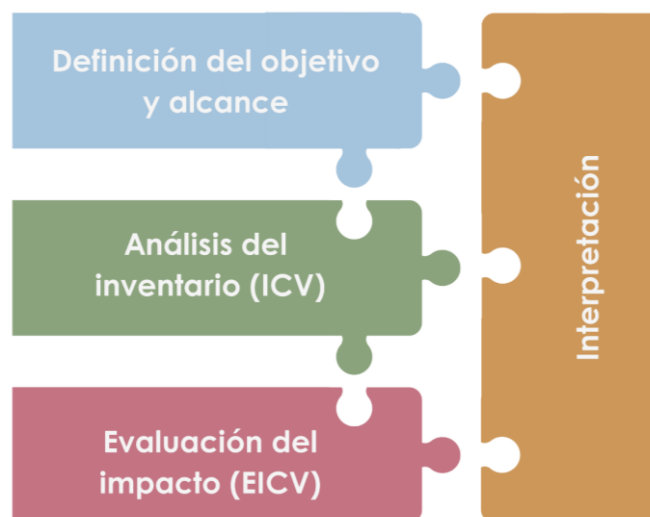 Definición del objetivo
y alcance
Análisis del
inventario (ICV)
Evaluación del
impacto (EICV)
Interpretación